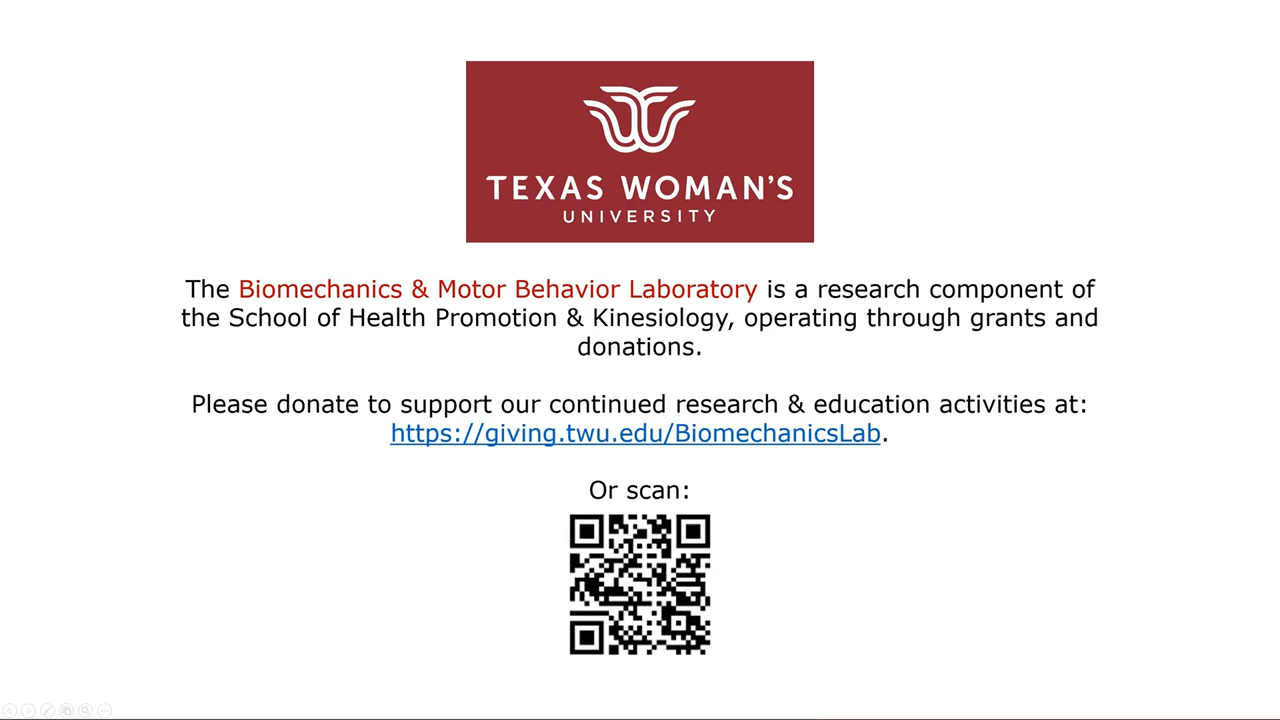 TEXAS WOMAN'S
UNIVERSITY
The Biomechanics & Motor Behavior Laboratory is a research component of
the School of Health Promotion & Kinesiology, operating through grants and
donations.
Please donate to support our continued research & education activities at:
https://giving.twu.edu/BiomechanicsLab.
Or scan: